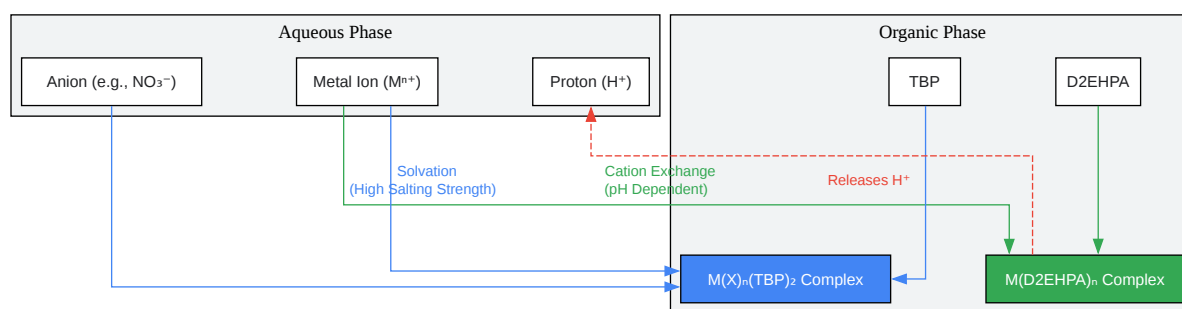 Aqueous Phase
Organic Phase
Anion (e.g., NO₃⁻)
Metal Ion (Mⁿ⁺)
Proton (H⁺)
TBP
D2EHPA
Solvation
(High Salting Strength)
Cation Exchange
(pH Dependent)
Releases H⁺
M(X)ₙ(TBP)₂ Complex
M(D2EHPA)ₙ Complex